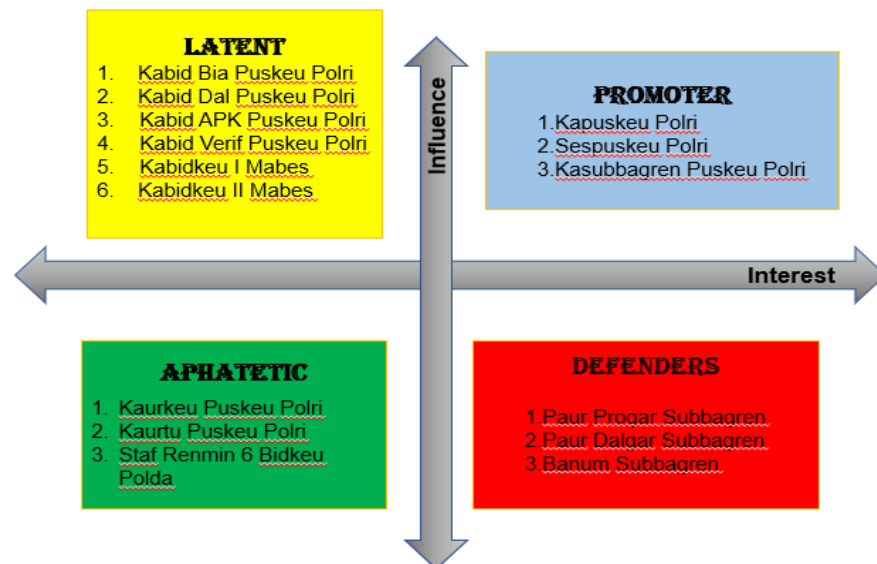 LATENT
1. Kabid Bia Puskeu Polri
2. Kabid Dal Puskeu Polri
3. Kabid APK Puskeu Polri
4. Kabid Verif Puskeu Polri
5. Kabidkeu I Mabes
6. Kabidkeu II Mabes
Influence
PROMOTER
1.Kapuskeu Polri
2.Sespuskeu Polri
3.Kasubbagren Puskeu Polri
Interest
APHATETIC
1. Kaurkeu Puskeu Polri
2. Kaurtu Puskeu Polri
3. Staf Renmin 6 Bidkeu
Polda
DEFENDERS
1.Paur Progar Subbagren
2.Paur Dalgar Subbagren
3.Banum Subbagren